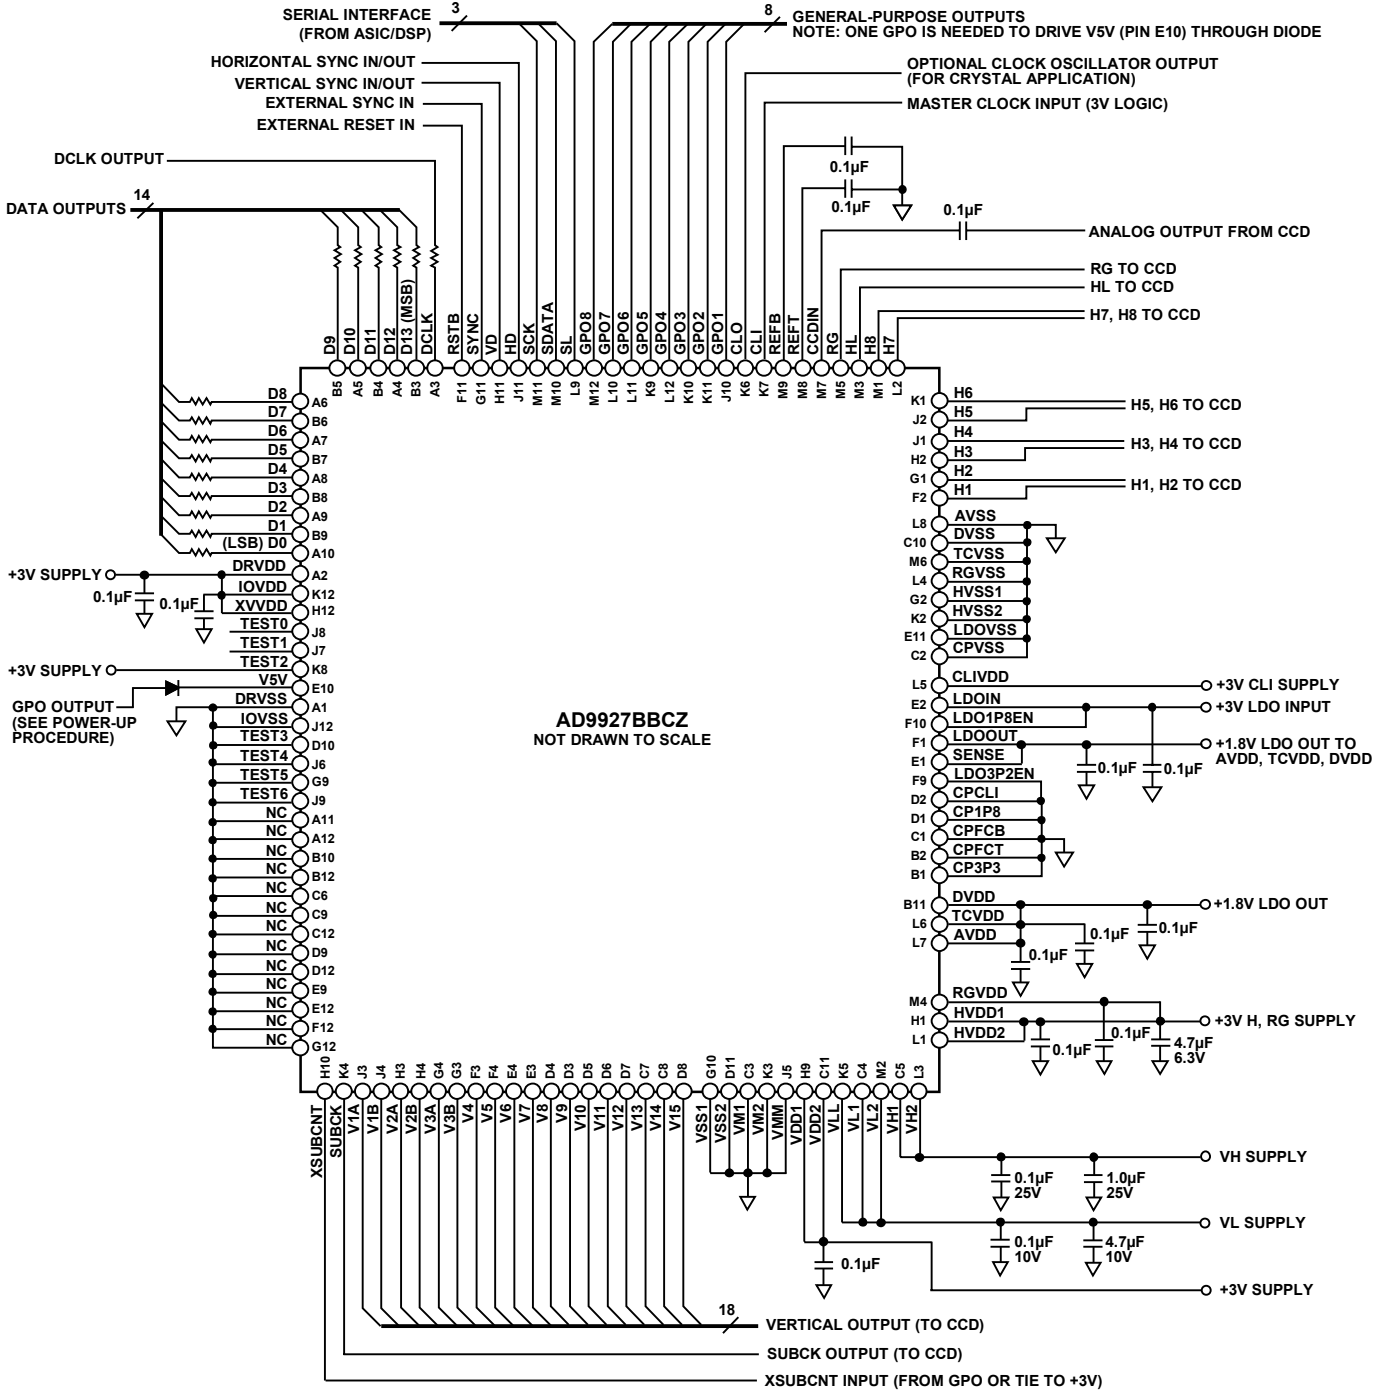 SERIAL INTERFACE
(FROM ASIC/DSP)
3
8
GENERAL-PURPOSE OUTPUTS
NOTE: ONE GPO IS NEEDED TO DRIVE V5V (PIN E10) THROUGH DIODE
HORIZONTAL SYNC IN/OUT
VERTICAL SYNC IN/OUT
EXTERNAL SYNC IN
EXTERNAL RESET IN
OPTIONAL CLOCK OSCILLATOR OUTPUT
(FOR CRYSTAL APPLICATION)
MASTER CLOCK INPUT (3V LOGIC)
DCLK OUTPUT
DATA OUTPUTS
14
0.1µF
0.1µF
0.1µF
ANALOG OUTPUT FROM CCD
RG TO CCD
HL TO CCD
H7, H8 TO CCD
D9
D10
D11
D12
D13 (MSB)
DCLK
RSTB
SYNC
VD
HD
SCK
SDATA
SL
GPO8
GPO7
GPO6
GPO5
GPO4
GPO3
GPO2
GPO1
CLO
CLI
REFB
REFT
CCDIN
RG
HL
H8
H7
B5
A5
B4
A4
B3
A3
F11
G11
H11
J11
M11
M10
L9
M12
L10
L11
K9
L12
K10
K11
J10
K6
K7
M9
M8
M7
M5
M3
M1
L2
D8 A6
D7 B6
D6 A7
D5 B7
D4 A8
D3 B8
D2 A9
D1 B9
(LSB) D0 A10
+3V SUPPLY DRVDD A2
0.1µF 0.1µF IOVDD K12
XVVDD H12
TEST0 J8
TEST1 J7
+3V SUPPLY TEST2 K8
V5V E10
GPO OUTPUT
(SEE POWER-UP
PROCEDURE)
DRVSS A1
IOVSS J12
TEST3 D10
TEST4 J6
TEST5 G9
TEST6 J9
NC A11
NC A12
NC B10
NC B12
NC C6
NC C9
NC C12
NC D9
NC D12
NC E9
NC E12
NC F12
NC G12
AD9927BBCZ
NOT DRAWN TO SCALE
K1 H6
J2 H5
H5, H6 TO CCD
J1 H4
H2 H3
H3, H4 TO CCD
G1 H2
F2 H1
H1, H2 TO CCD
L8 AVSS
C10 DVSS
M6 TCVSS
L4 RGVSS
G2 HVSS1
K2 HVSS2
E11 LDOVSS
C2 CPVSS
L5 CLIVDD +3V CLI SUPPLY
E2 LDOIN +3V LDO INPUT
F10 LDO1P8EN
F1 LDOOUT +1.8V LDO OUT TO
AVDD, TCVDD, DVDD
E1 SENSE
0.1µF 0.1µF
F9 LDO3P2EN
D2 CPCLI
D1 CP1P8
C1 CPFCB
B2 CPFCT
B1 CP3P3
B11 DVDD +1.8V LDO OUT
L6 TCVDD
L7 AVDD
0.1µF 0.1µF 0.1µF
M4 RGVDD
H1 HVDD1 +3V H, RG SUPPLY
L1 HVDD2
0.1µF 0.1µF 4.7µF
6.3V
H10
K4
J3
J4
H3
H4
G4
G3
F3
F4
E4
E3
D4
D3
D5
D6
D7
C7
C8
D8
G10
D11
C3
K3
J5
H9
C11
K5
C4
M2
C5
L3
XSUBCNT
SUBCK
V1A
V1B
V2A
V2B
V3A
V3B
V4
V5
V6
V7
V8
V9
V10
V11
V12
V13
V14
V15
VSS1
VSS2
VM1
VM2
VMM
VDD1
VDD2
VLL
VL1
VL2
VH1
VH2
VH SUPPLY
0.1µF
25V
1.0µF
25V
VL SUPPLY
0.1µF
10V
4.7µF
10V
0.1µF
+3V SUPPLY
18
VERTICAL OUTPUT (TO CCD)
SUBCK OUTPUT (TO CCD)
XSUBCNT INPUT (FROM GPO OR TIE TO +3V)